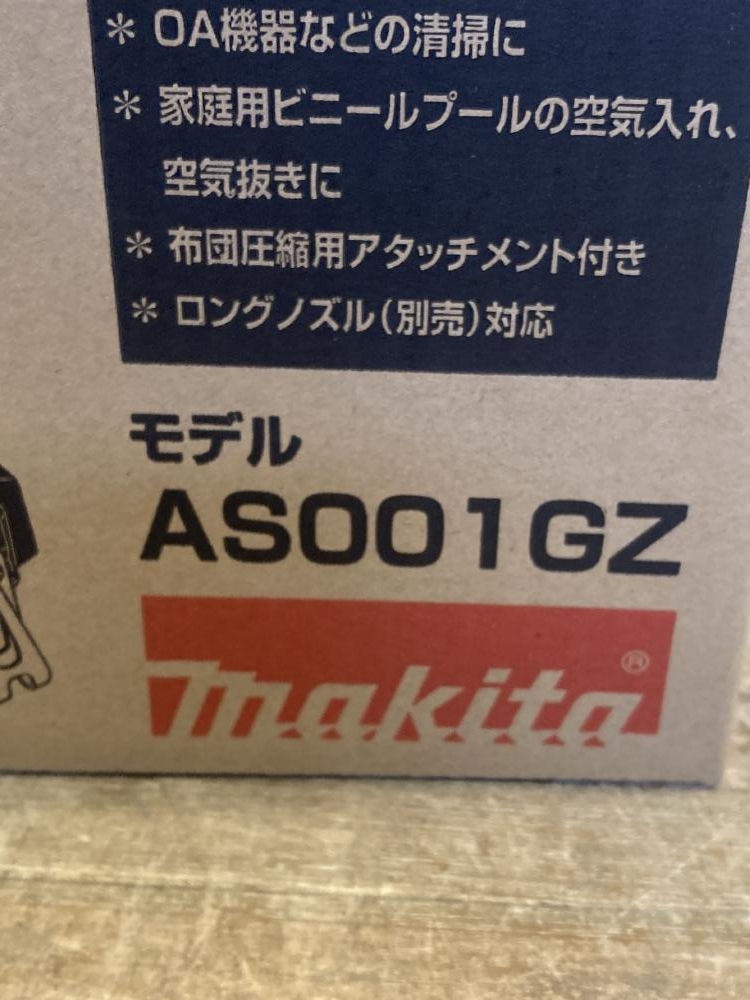 * OA機器などの清掃に
* 家庭用ビニールプールの空気入れ、
空気抜きに
* 布団圧縮用アタッチメント付き
* ロングノズル(別売)対応
モデル
AS001GZ
makita®